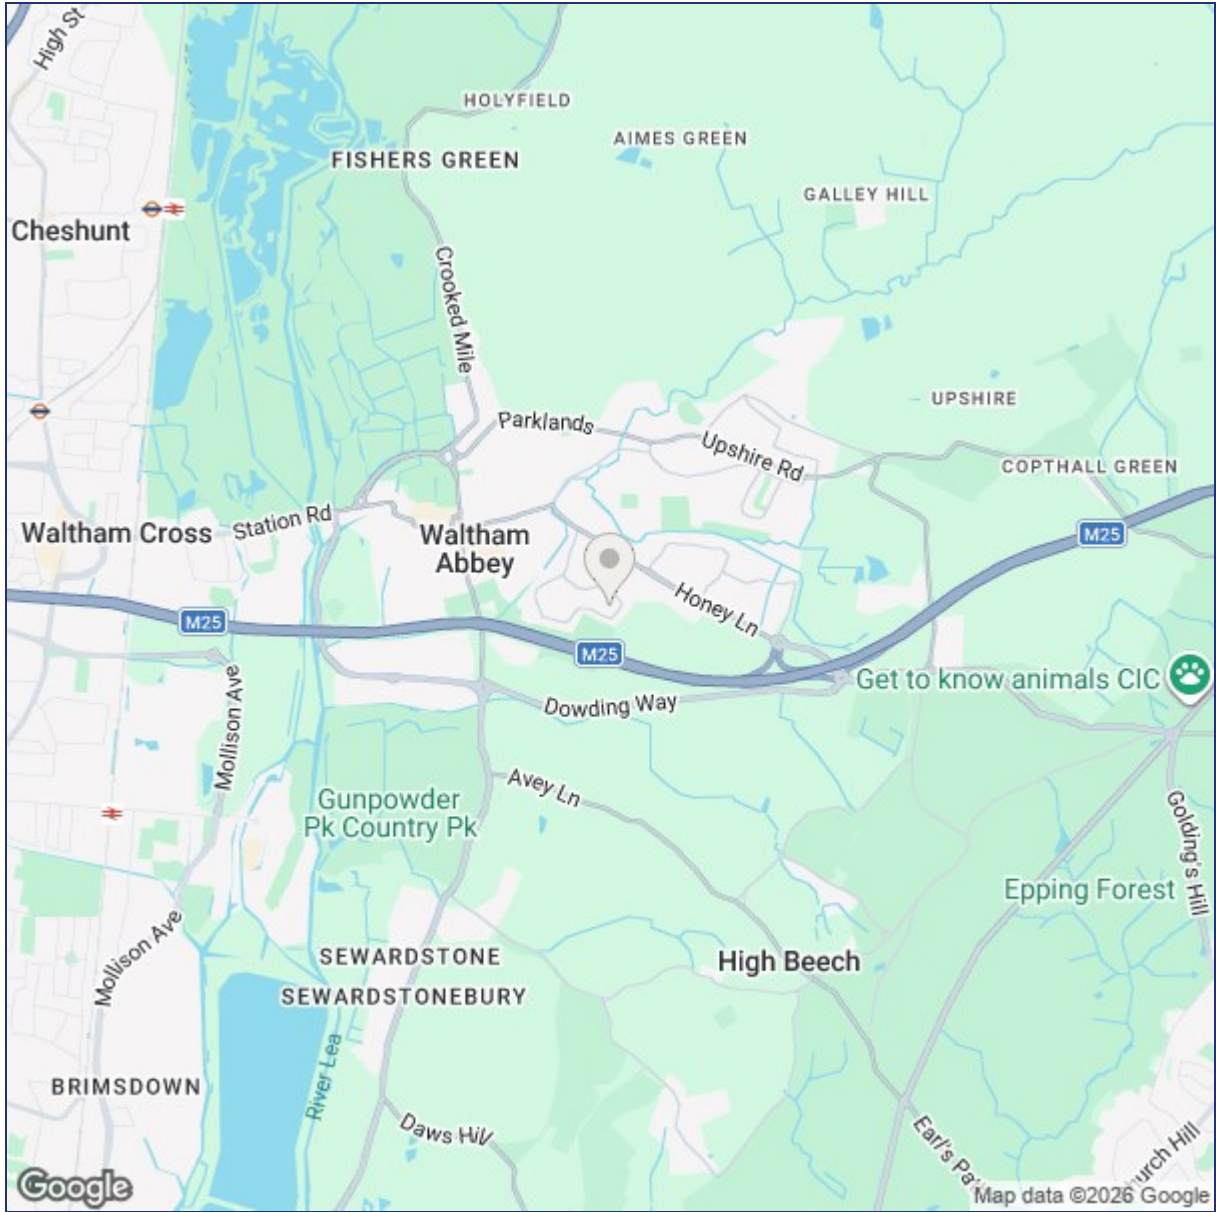 High St
HOLYFIELD
AIMES GREEN
FISHERS GREEN
GALLEY HILL
Cheshunt
Crooked Mile
UPSHIRE
Parklands
Upshire Rd
COPTHALL GREEN
Waltham Cross
Station Rd
Waltham
Abbey
M25
Honey Ln
M25
M25
Get to know animals CIC
Mollison Ave
Dowding Way
Avey Ln
Gunpowder
Pk Country Pk
Golding's Hill
Epping Forest
Mollison Ave
SEWARDSTONE
High Beech
SEWARDSTONEBURY
River Lea
BRIMSDOWN
Daws Hill
Earl's Pa
hurch Hill
Google
Map data ©2026 Google